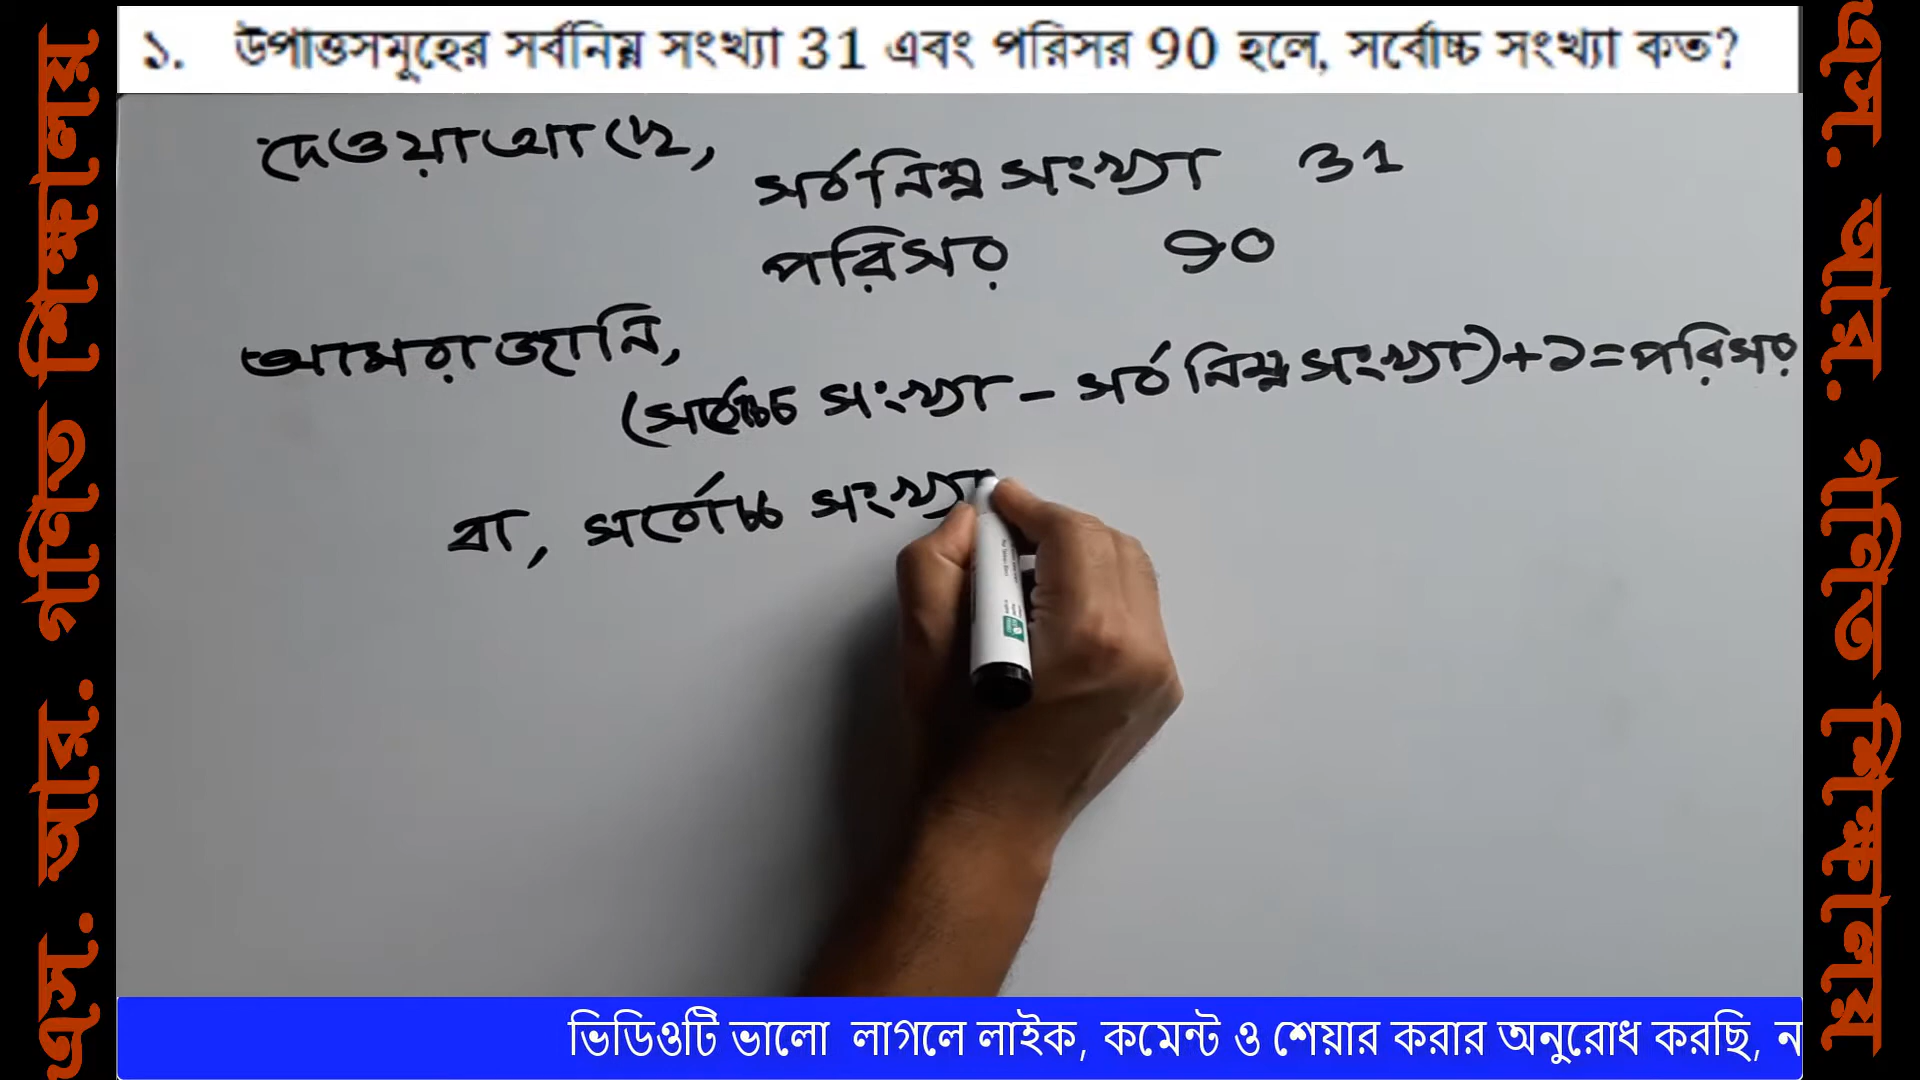 ১. উপাত্তসমূহের সর্বনিম্ন সংখ্যা 31 এবং পরিসর 90 হলে, সর্বোচ্চ সংখ্যা কত?
দেওয়া আছে,
সর্বনিম্ন সংখ্যা 31
পরিসর 90
আমরা জানি,
(সর্বোচ্চ সংখ্যা - সর্বনিম্ন সংখ্যা) + ১ = পরিসর
বা, সর্বোচ্চ সংখ্যা
এস. আর. গণিত শিক্ষালয়
এস. আর. গণিত শিক্ষালয়
ভিডিওটি ভালো লাগলে লাইক, কমেন্ট ও শেয়ার করার অনুরোধ করছি, ন